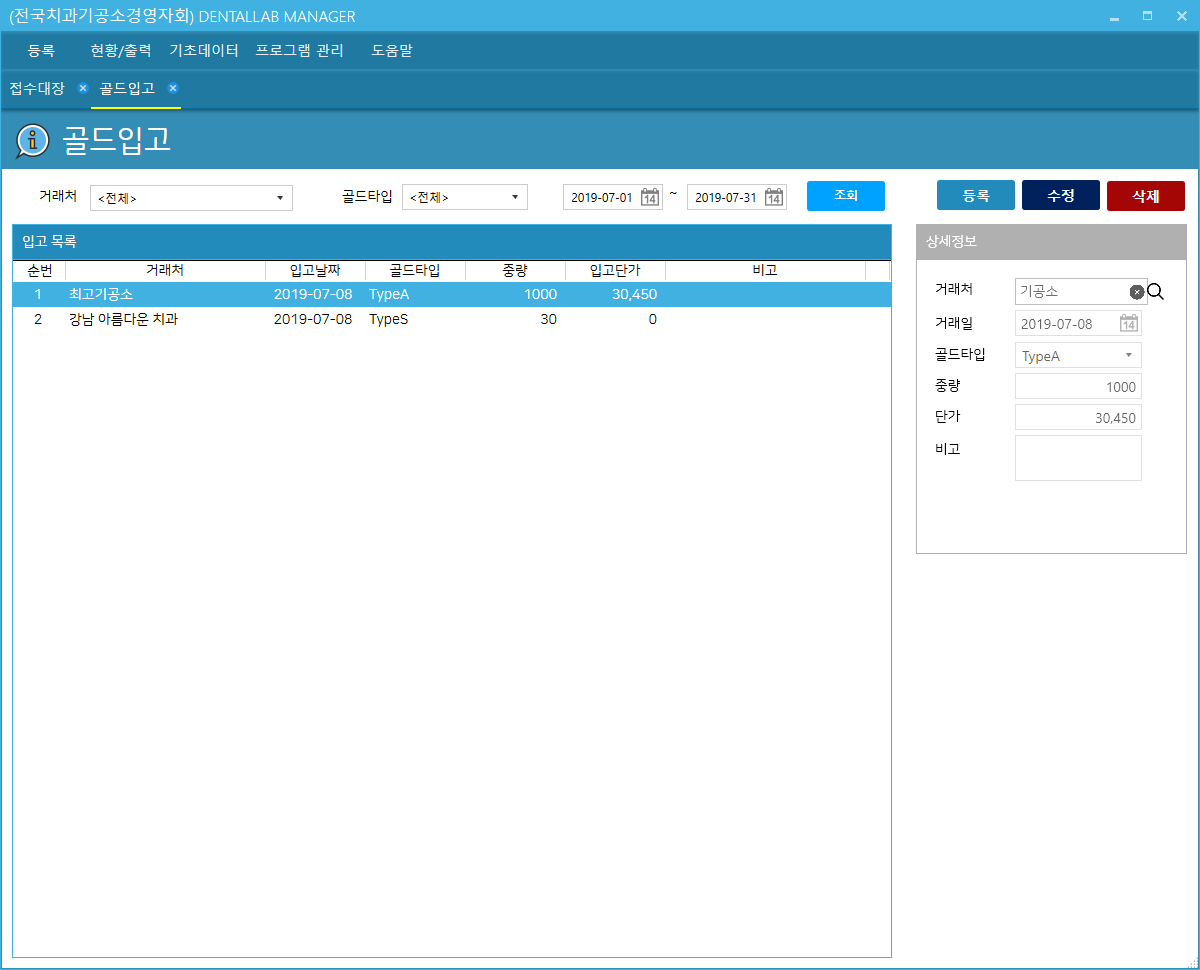 (전국치과기공소경영자회) DENTALLAB MANAGER
등록 현황/출력 기초데이터 프로그램 관리 도움말
접수대장 골드입고
골드입고
거래처 <전체> 골드타입 <전체> 2019-07-01 14 ~ 2019-07-31 14 조회 등록 수정 삭제
입고 목록
순번 거래처 입고날짜 골드타입 중량 입고단가 비고
1 최고기공소 2019-07-08 TypeA 1000 30,450
2 강남 아름다운 치과 2019-07-08 TypeS 30 0
상세정보
거래처 기공소
거래일 2019-07-08 14
골드타입 TypeA
중량 1000
단가 30,450
비고